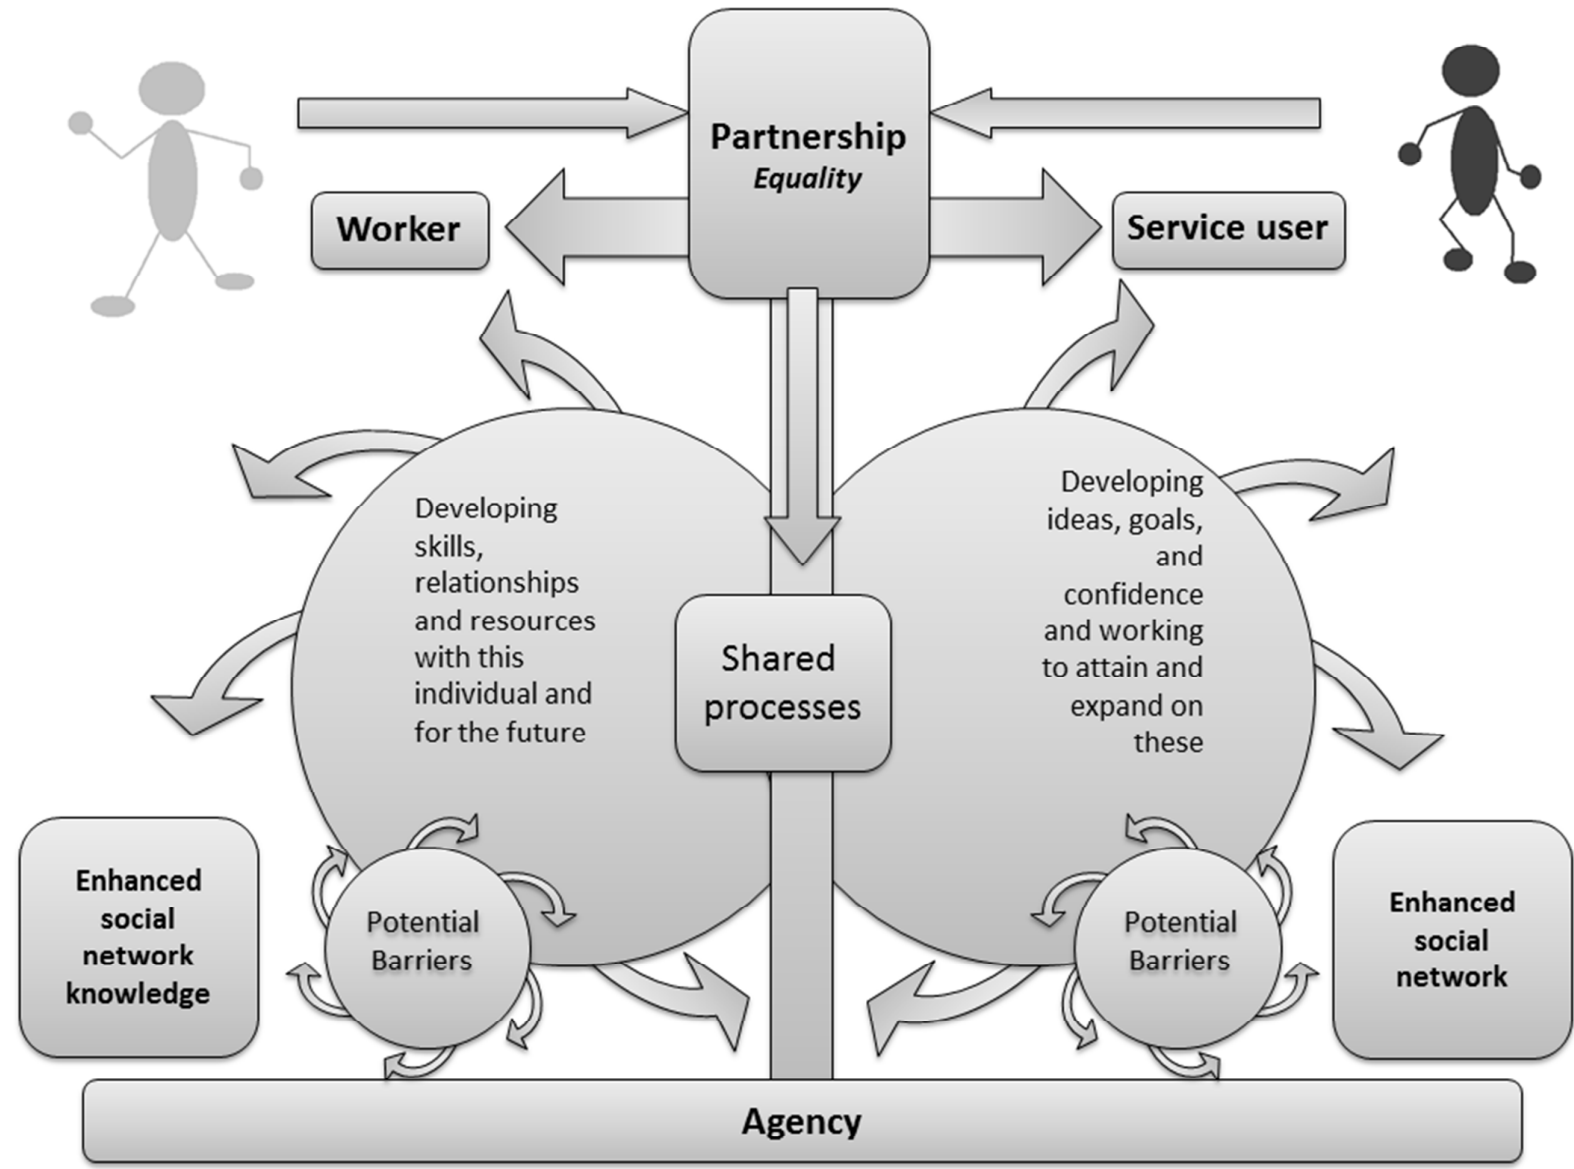 Partnership
Equality
Worker
Service user
Developing
skills,
relationships
and resources
with this
individual and
for the future
Developing
ideas, goals,
and
confidence
and working
to attain and
expand on
these
Shared
processes
Enhanced
social
network
knowledge
Potential
Barriers
Potential
Barriers
Enhanced
social
network
Agency